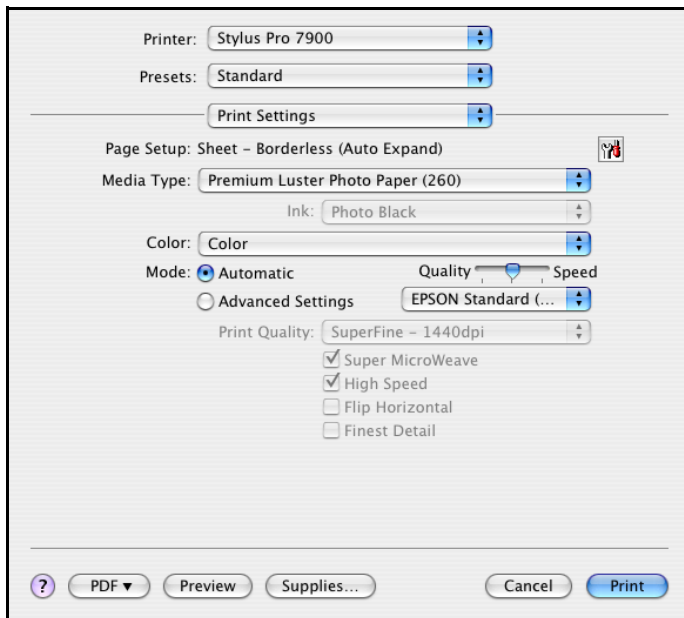 Printer: Stylus Pro 7900
Presets: Standard
Print Settings
Page Setup: Sheet – Borderless (Auto Expand)
Media Type: Premium Luster Photo Paper (260)
Ink: Photo Black
Color: Color
Mode: Automatic Quality Speed
Advanced Settings EPSON Standard (...
Print Quality: SuperFine – 1440dpi
Super MicroWeave
High Speed
Flip Horizontal
Finest Detail
? PDF▼ Preview Supplies... Cancel Print